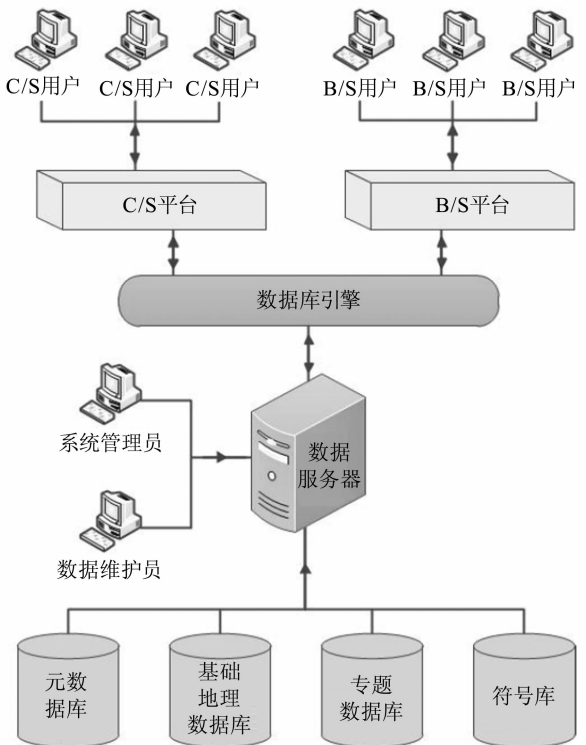 C/S用户
C/S用户
C/S用户
B/S用户
B/S用户
B/S用户
C/S平台
B/S平台
数据库引擎
系统管理员
数据
服务器
数据维护员
元数
据库
基础
地理
数据库
专题
数据库
符号库